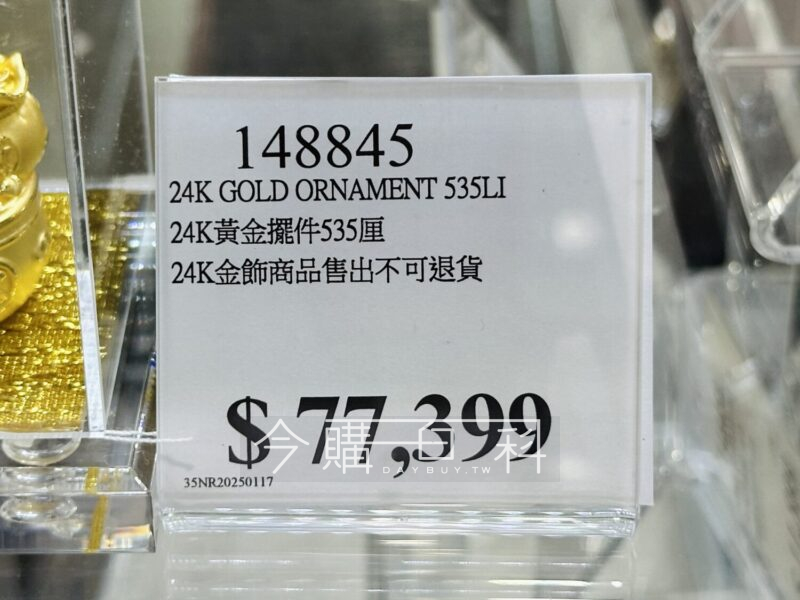 148845
24K GOLD ORNAMENT 535LI
24K黃金擺件535厘
24K金飾商品售出不可退貨
$ 77,399
今購百科
DAYBUY.TW
35NR20250117